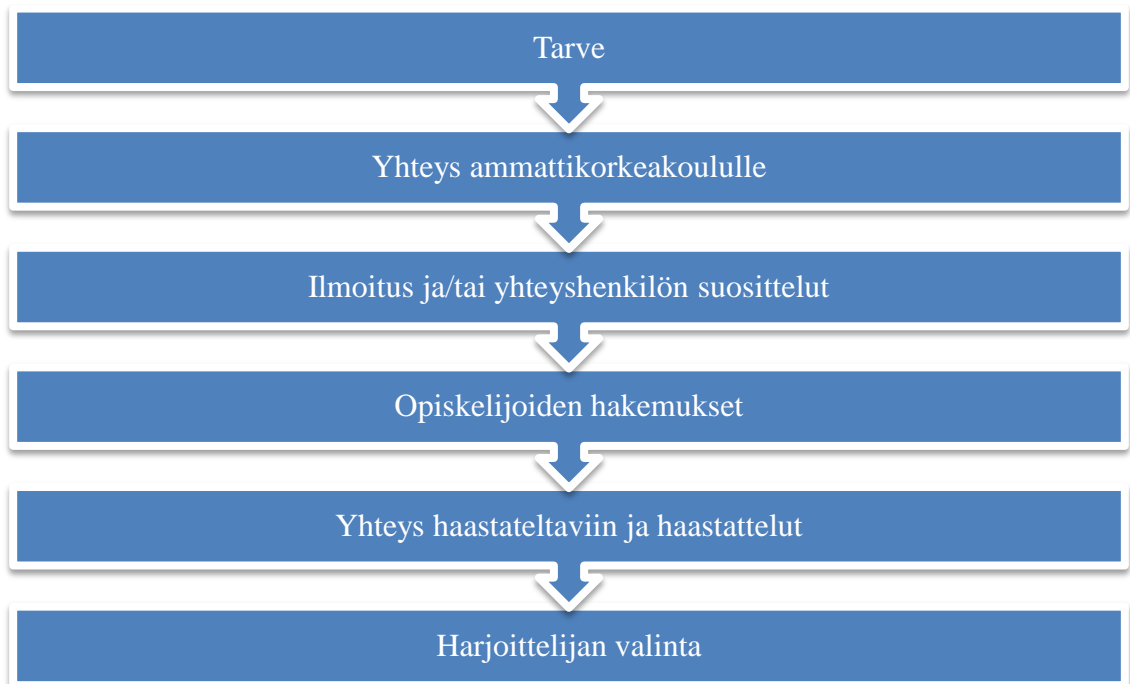 Tarve
Yhteys ammattikorkeakoululle
Ilmoitus ja/tai yhteyshenkilön suosittelut
Opiskelijoiden hakemukset
Yhteys haastateltaviin ja haastattelut
Harjoittelijan valinta